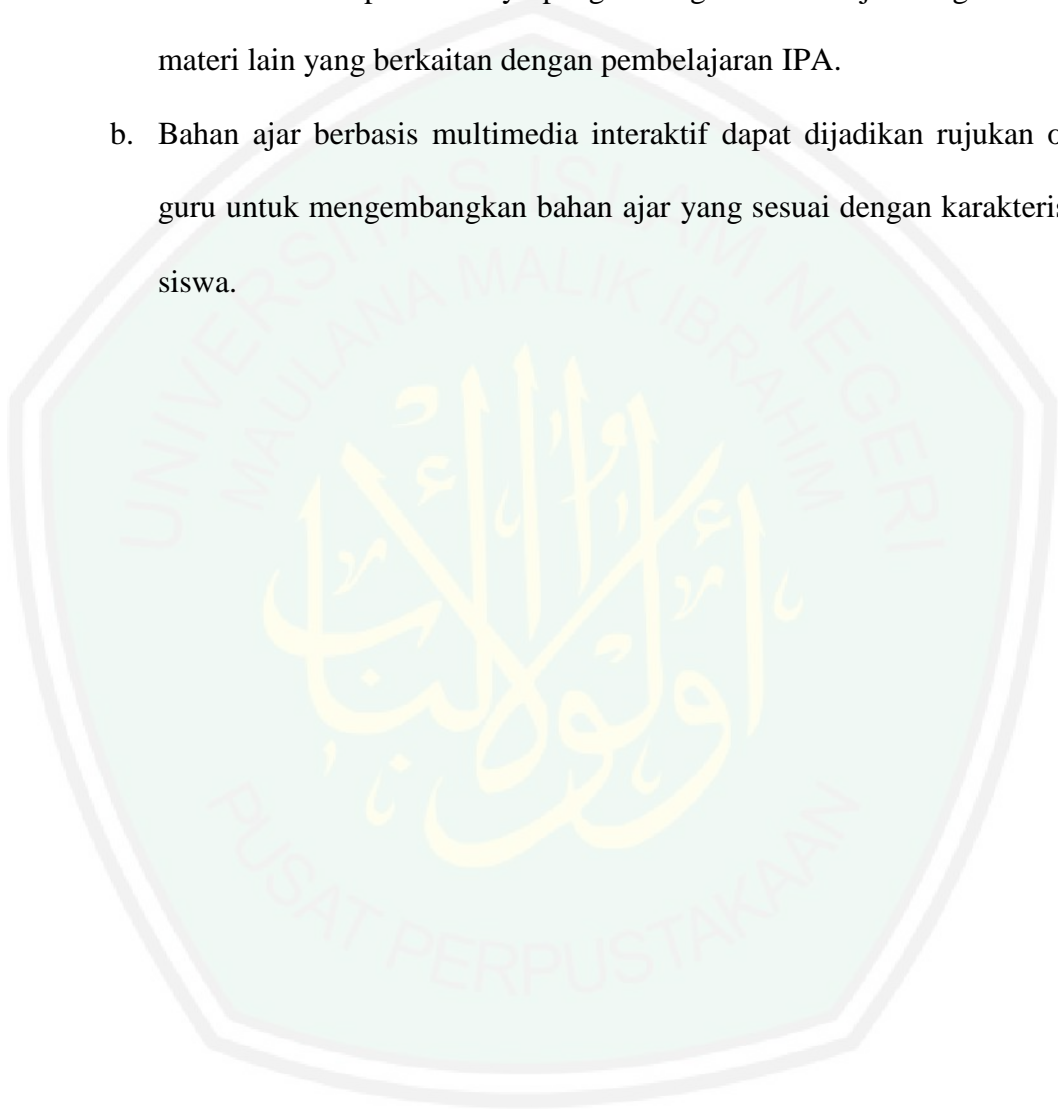 materi lain yang berkaitan dengan pembelajaran IPA.
b. Bahan ajar berbasis multimedia interaktif dapat dijadikan rujukan
guru untuk mengembangkan bahan ajar yang sesuai dengan
siswa.
UNIVERSITAS ISLAM NEGERI
MAULANA MALIK IBRAHIM
PUSAT PERPUSTAKAAN